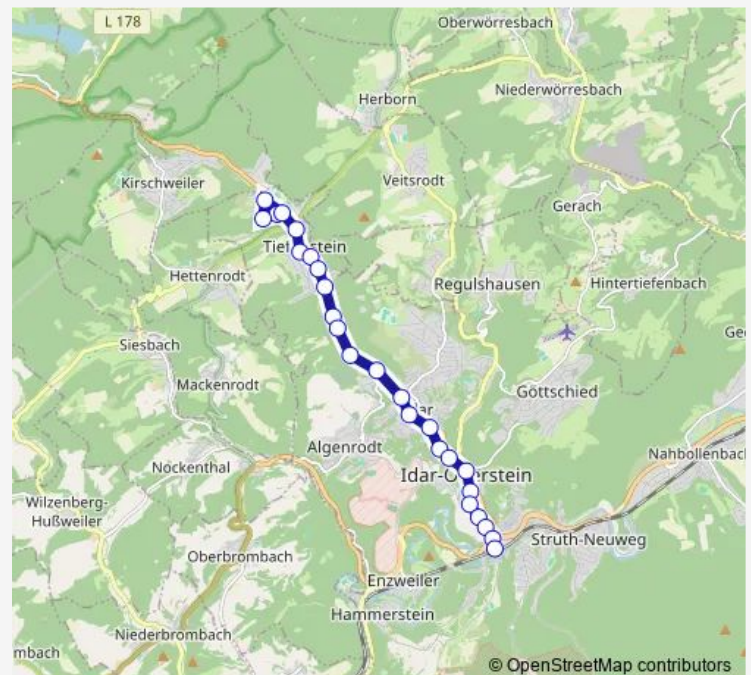 Oberwörresbach
L 178
Niederwörresbach
Herborn
Kirschweiler
Veitsrodt
Gerach
Hettenrodt
Regulshausen
Hintertiefenbach
Siesbach
Mackenrodt
Göttschied
Algenrodt
Nockenthal
Idar-Oberstein
Nahbollenbach
Wilzenberg-
Hußweiler
Struth-Neuweg
Oberbrombach
Enzweiler
Hammerstein
Niederbrombach
mbach
© OpenStreetMap contributors